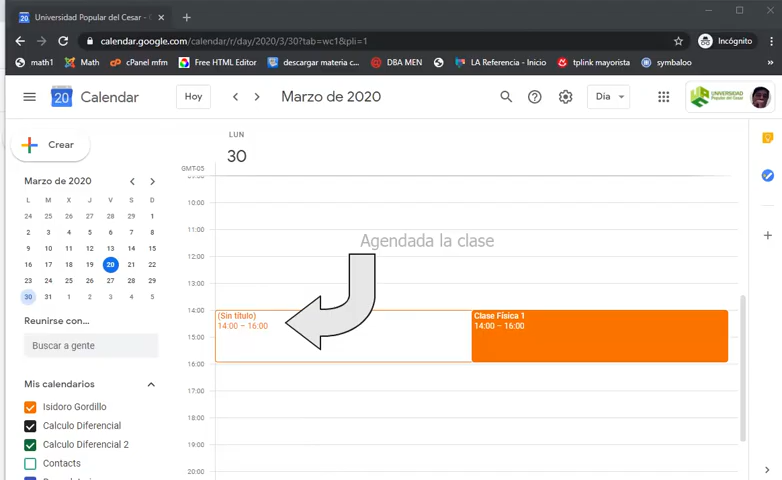 Universidad Popular del Cesar - C
calendar.google.com/calendar/r/day/2020/3/30?tab=wc1&pli=1
Incógnito
math1
Math
cPanel mfm
Free HTML Editor
descargar materia c...
DBA MEN
LA Referencia - Inicio
tplink mayorista
symbaloo
20
Calendar
Hoy
Marzo de 2020
Día
UNIVERSIDAD
Popular del Cesar
Crear
LUN
30
GMT-05
Marzo de 2020
L M X J V S D
24 25 26 27 28 29 1
2 3 4 5 6 7 8
9 10 11 12 13 14 15
16 17 18 19 20 21 22
23 24 25 26 27 28 29
30 31 1 2 3 4 5
Reunirse con...
Buscar a gente
Mis calendarios
Isidoro Gordillo
Calculo Diferencial
Calculo Diferencial 2
Contacts
10:00
11:00
Agendada la clase
12:00
13:00
14:00
(Sin título)
14:00 – 16:00
Clase Física 1
14:00 – 16:00
15:00
16:00
17:00
18:00
19:00
20:00